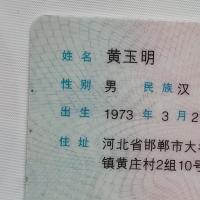 姓名 黄玉明
性别 男 民族 汉
出生 1973 年 3 月 2
住址 河北省邯郸市大
镇黄庄村2组10号